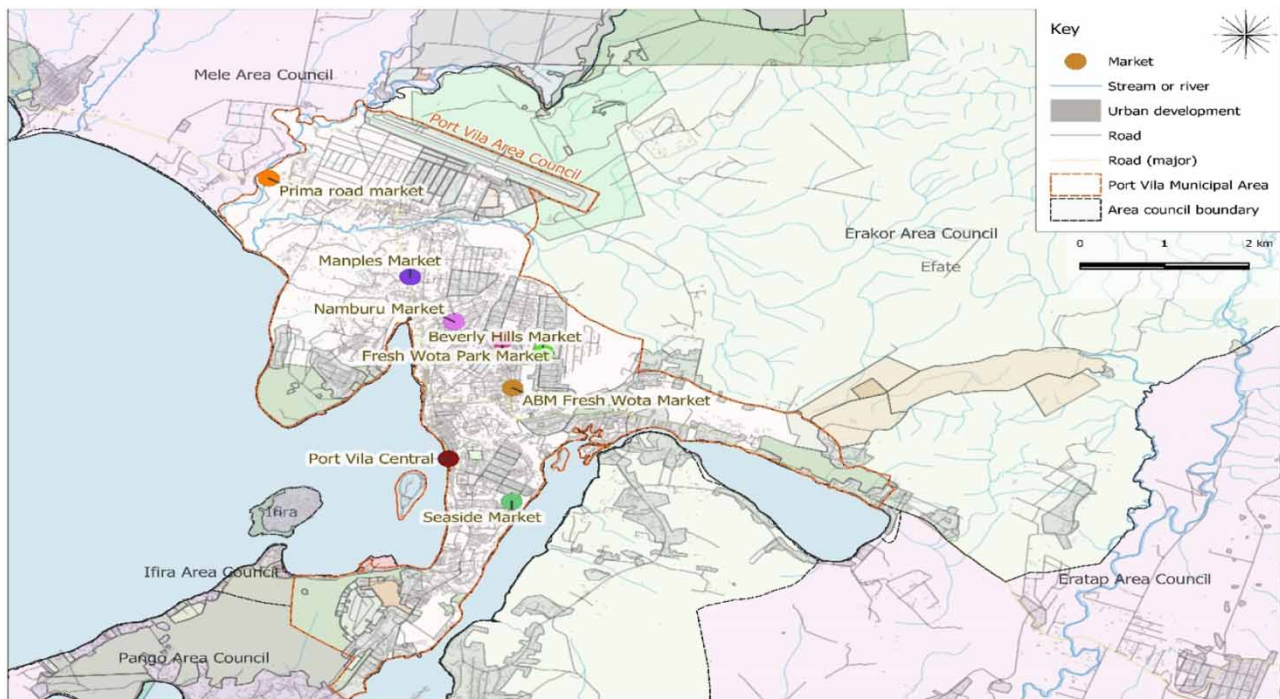 Key
Market
Stream or river
Urban development
Road
Road (major)
Port Vila Municipal Area
Area council boundary
0 1 2 km
Mele Area Council
Port Vila Area Council
Prima road market
Erakor Area Council
Manples Market
Efate
Namburu Market
Beverly Hills Market
Fresh Wota Park Market
ABM Fresh Wota Market
Port Vila Central
Ifira
Seaside Market
Ifira Area Council
Eratap Area Council
Pango Area Council